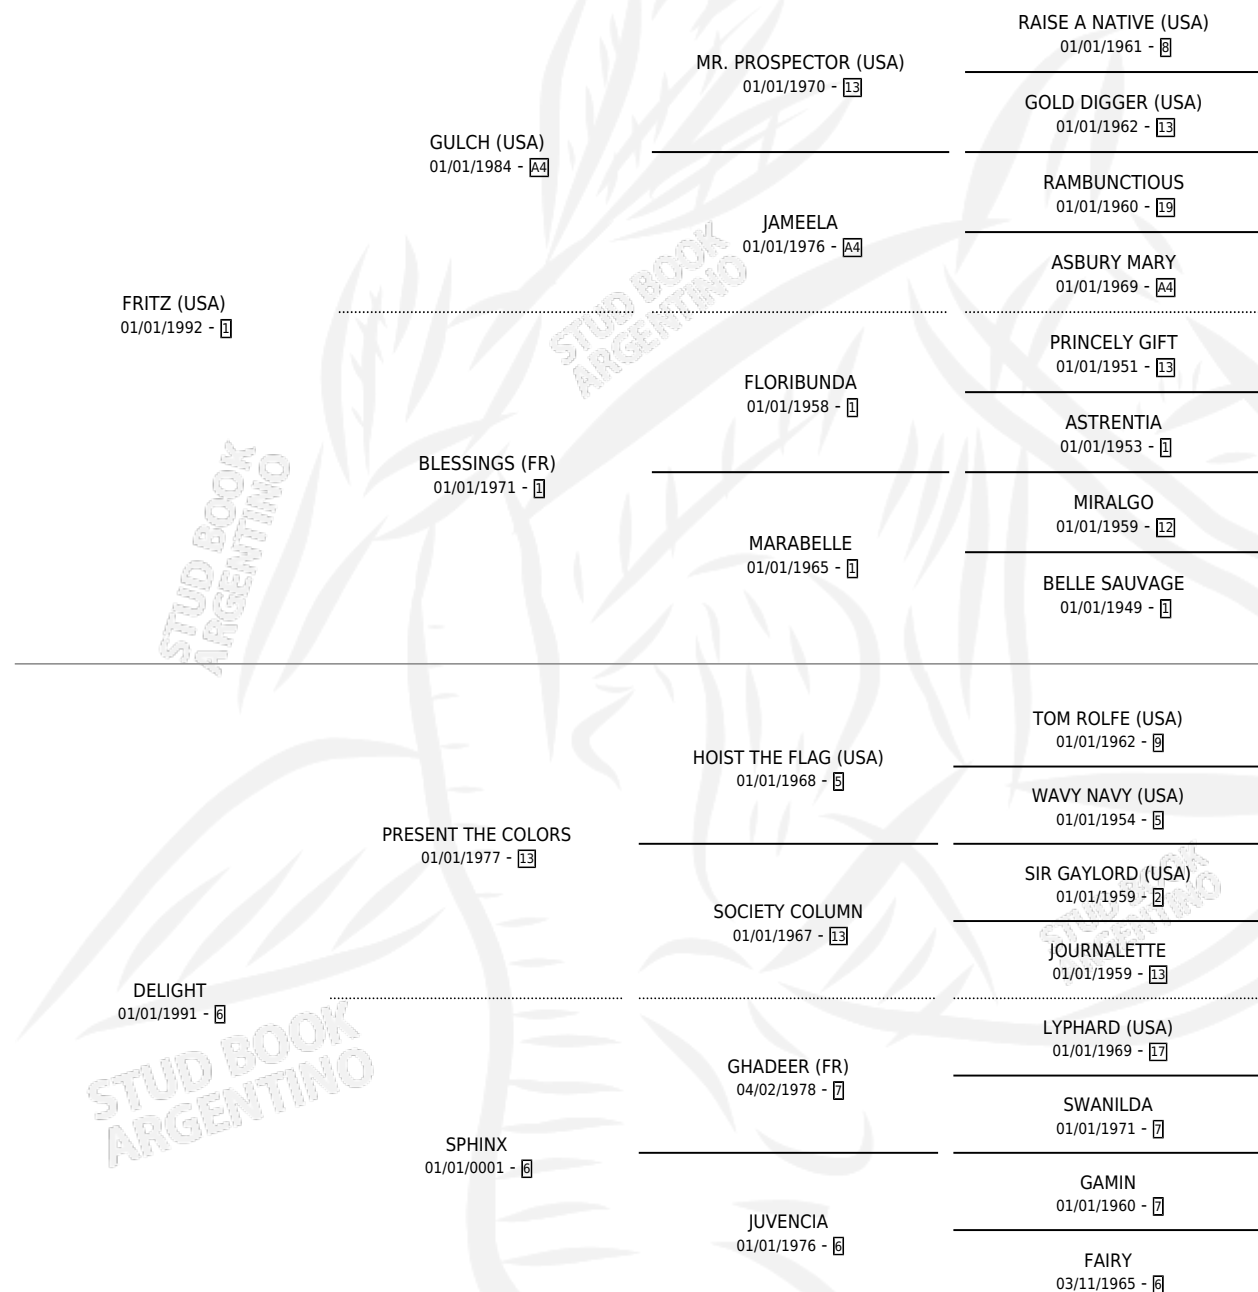 RAISE A NATIVE (USA)
01/01/1961 - 8
MR. PROSPECTOR (USA)
01/01/1970 - 13
GOLD DIGGER (USA)
01/01/1962 - 13
GULCH (USA)
01/01/1984 - A4
RAMBUNCTIOUS
01/01/1960 - 19
JAMEELA
01/01/1976 - A4
ASBURY MARY
01/01/1969 - A4
FRITZ (USA)
01/01/1992 - 1
PRINCELY GIFT
01/01/1951 - 13
FLORIBUNDA
01/01/1958 - 1
ASTRENTIA
01/01/1953 - 1
BLESSINGS (FR)
01/01/1971 - 1
MIRALGO
01/01/1959 - 12
MARABELLE
01/01/1965 - 1
BELLE SAUVAGE
01/01/1949 - 1
TOM ROLFE (USA)
01/01/1962 - 9
HOIST THE FLAG (USA)
01/01/1968 - 5
WAVY NAVY (USA)
01/01/1954 - 5
PRESENT THE COLORS
01/01/1977 - 13
SIR GAYLORD (USA)
01/01/1959 - 2
SOCIETY COLUMN
01/01/1967 - 13
JOURNALETTE
01/01/1959 - 13
DELIGHT
01/01/1991 - 6
LYPHARD (USA)
01/01/1969 - 17
GHADEER (FR)
04/02/1978 - 7
SWANILDA
01/01/1971 - 7
SPHINX
01/01/0001 - 6
GAMIN
01/01/1960 - 7
JUVENCIA
01/01/1976 - 6
FAIRY
03/11/1965 - 6
STUD BOOK
ARGENTINO
STUD BOOK
ARGENTINO
STUD BOOK
ARGENTINO
STUD BOOK
ARGENTINO